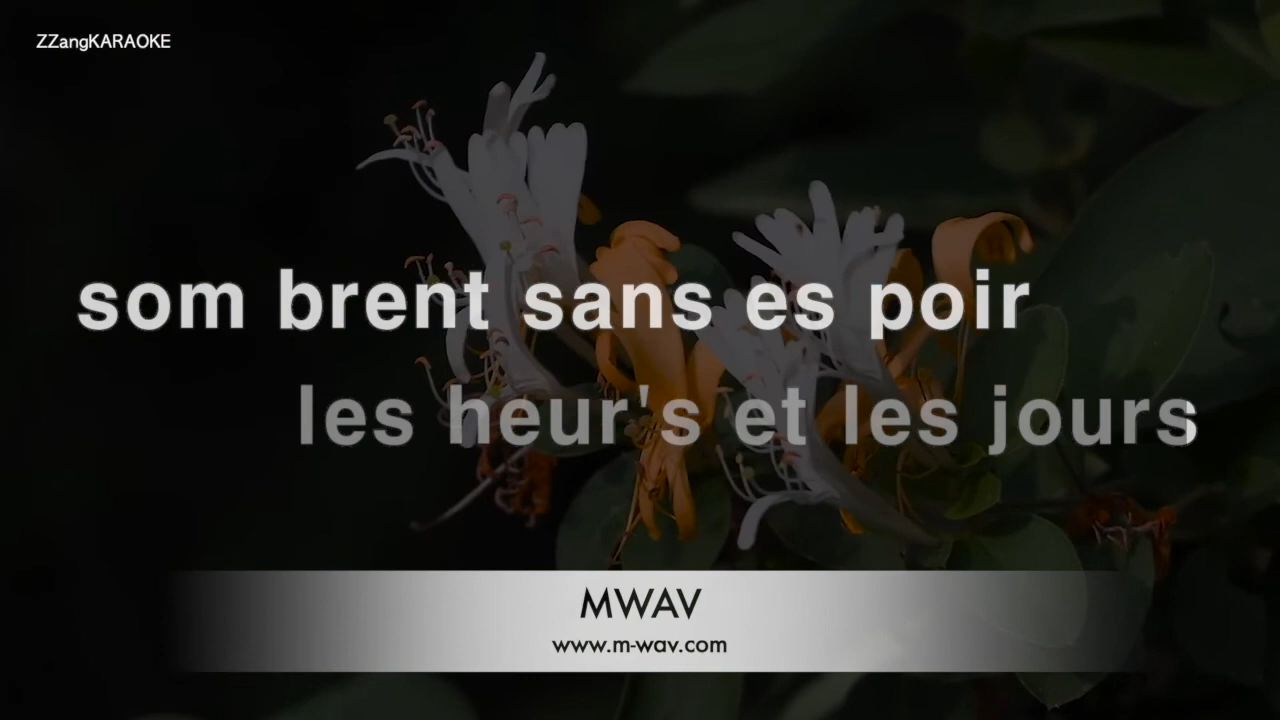 ZZangKARAOKE
som brent sans es poir
les heur's et les jours
MWAV
www.m-wav.com